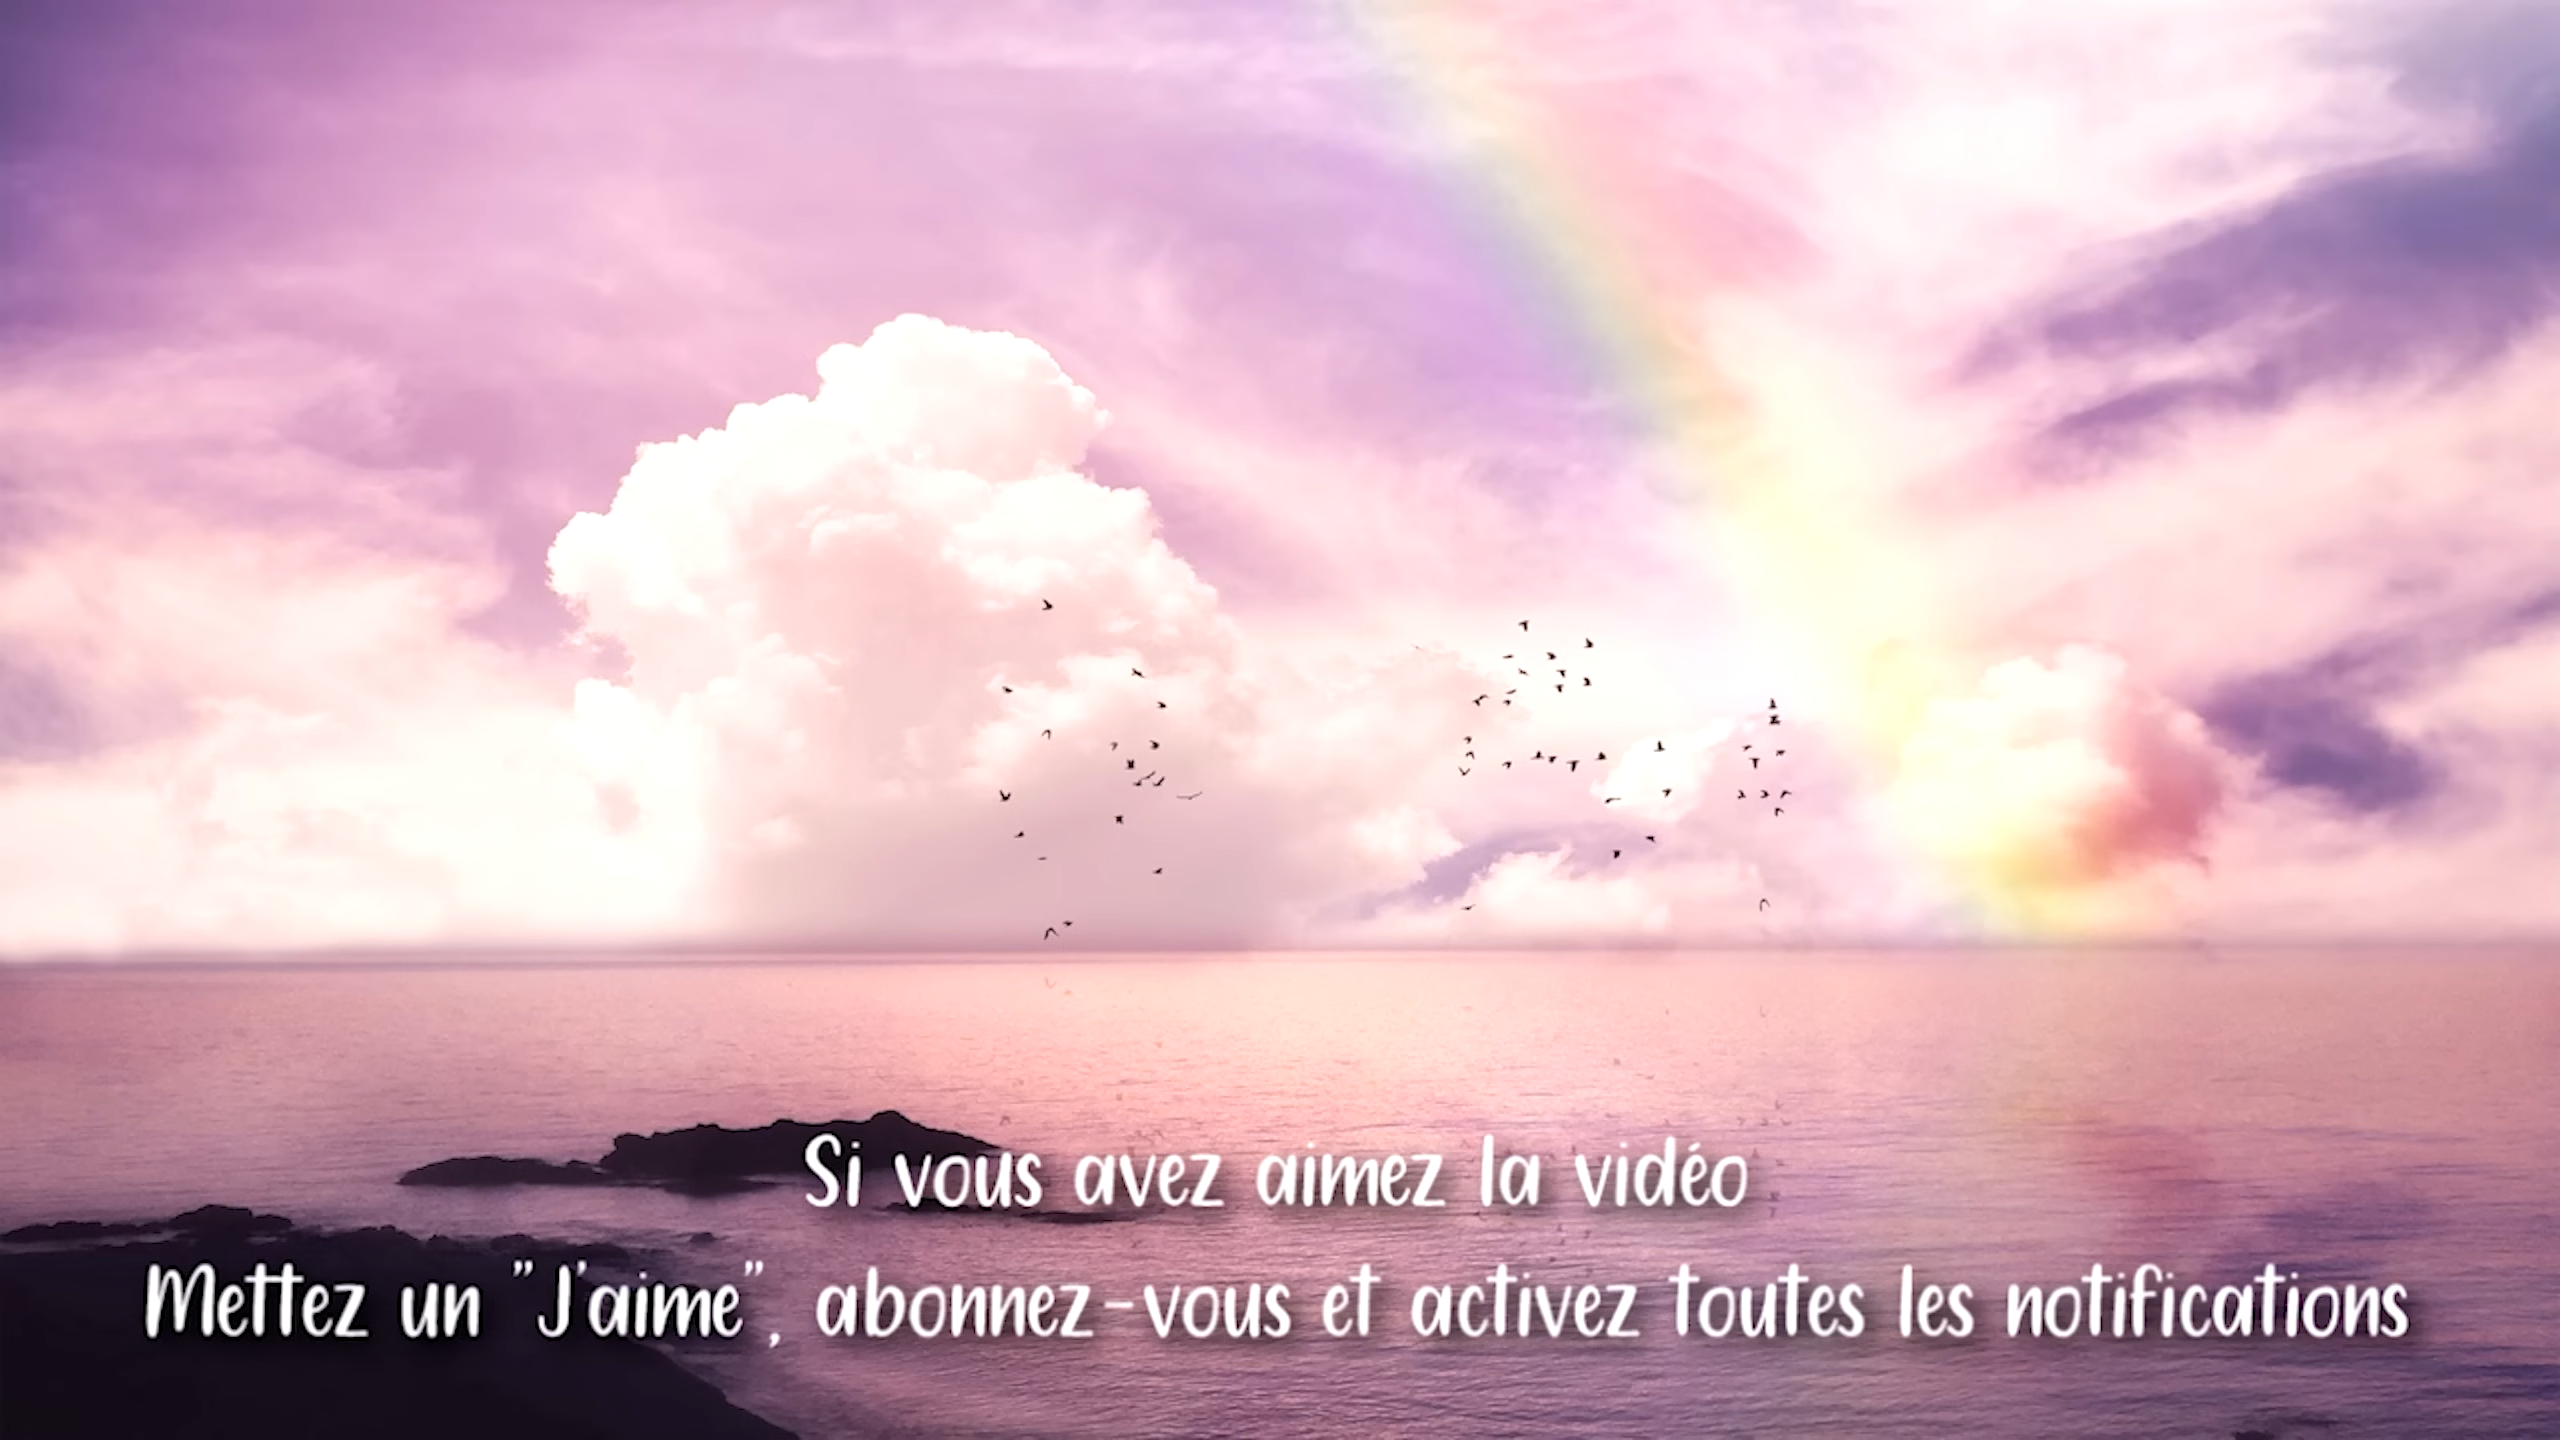 Si vous avez aimez la vidéo
Mettez un "J'aime", abonnez-vous et activez toutes les notifications